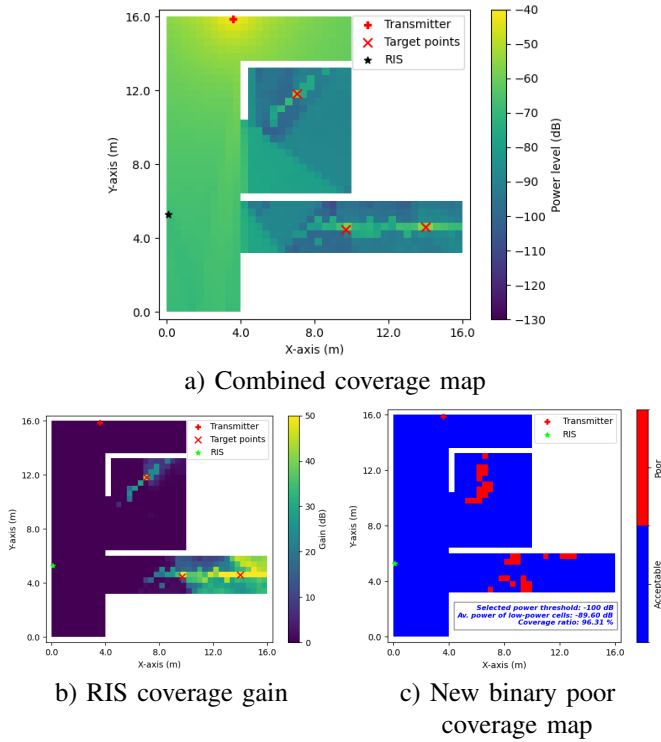 Transmitter
Target points
RIS
16.0
12.0
8.0
4.0
0.0
Y-axis (m)
0.0 4.0 8.0 12.0 16.0
X-axis (m)
−40
−50
−60
−70
−80
−90
−100
−110
−120
−130
Power level (dB)
a) Combined coverage map
Transmitter
Target points
RIS
16.0
12.0
8.0
4.0
0.0
Y-axis (m)
0.0 4.0 8.0 12.0 16.0
X-axis (m)
50
40
30
20
10
0
Gain (dB)
b) RIS coverage gain
Transmitter
RIS
16.0
12.0
8.0
4.0
0.0
Y-axis (m)
Selected power threshold: -100 dB
Av. power of low-power cells: -89.60 dB
Coverage ratio: 96.31 %
0.0 4.0 8.0 12.0 16.0
X-axis (m)
Poor
Acceptable
c) New binary poor
coverage map